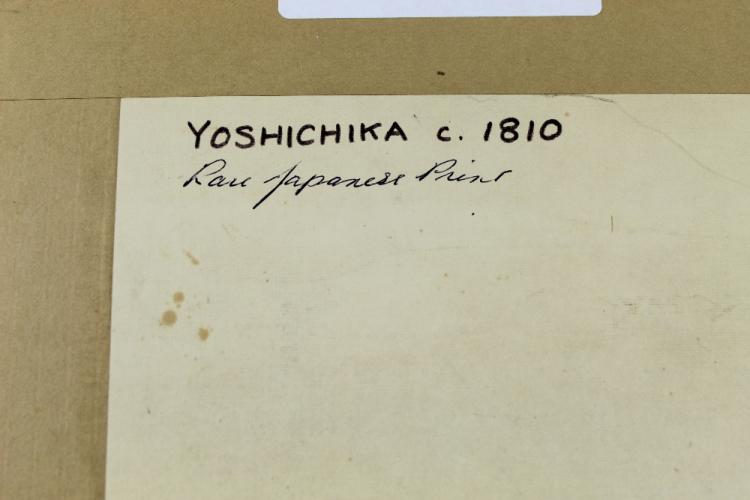 YOSHICHIKA c. 1810
Rare Japanese Print